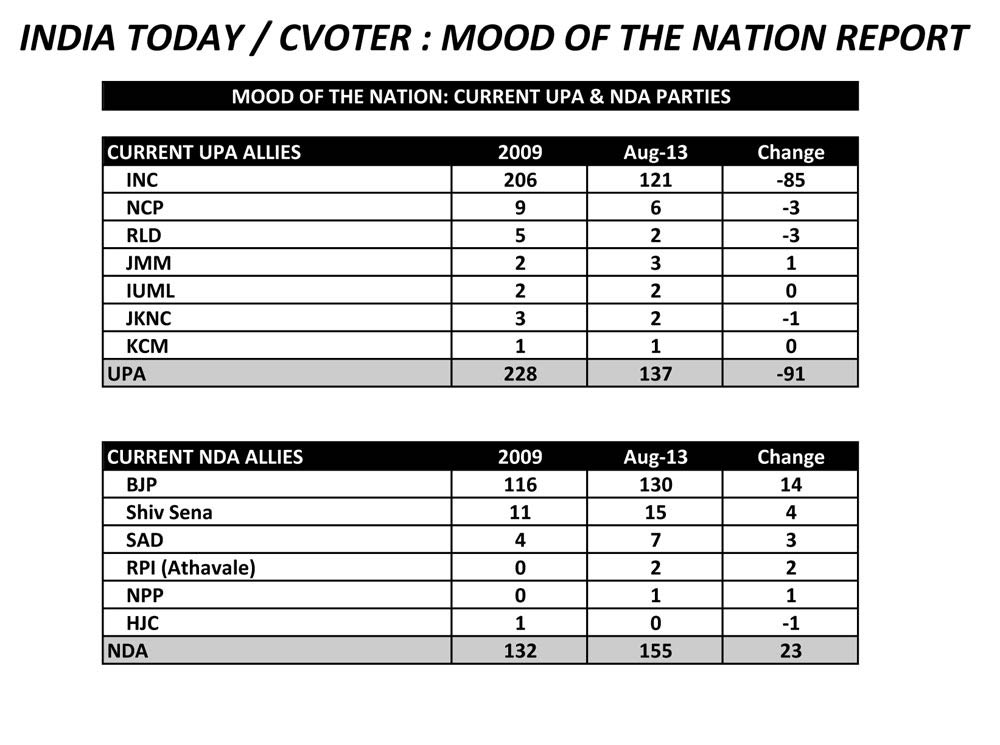 INDIA TODAY / CVOTER : MOOD OF THE NATION REPORT
MOOD OF THE NATION: CURRENT UPA & NDA PARTIES
CURRENT UPA ALLIES 2009 Aug-13 Change
INC 206 121 -85
NCP 9 6 -3
RLD 5 2 -3
JMM 2 3 1
IUML 2 2 0
JKNC 3 2 -1
KCM 1 1 0
UPA 228 137 -91
CURRENT NDA ALLIES 2009 Aug-13 Change
BJP 116 130 14
Shiv Sena 11 15 4
SAD 4 7 3
RPI (Athavale) 0 2 2
NPP 0 1 1
HJC 1 0 -1
NDA 132 155 23